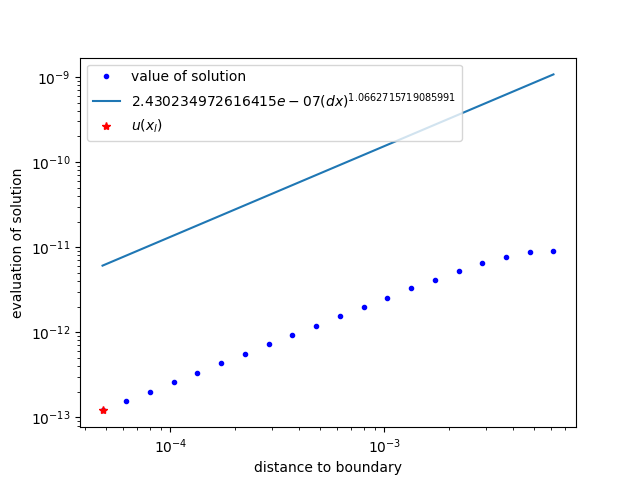 value of solution
2.430234972616415e − 07(dx)^1.0662715719085991
u(x_l)
10^−9
10^−10
10^−11
10^−12
10^−13
evaluation of solution
10^−4
10^−3
distance to boundary